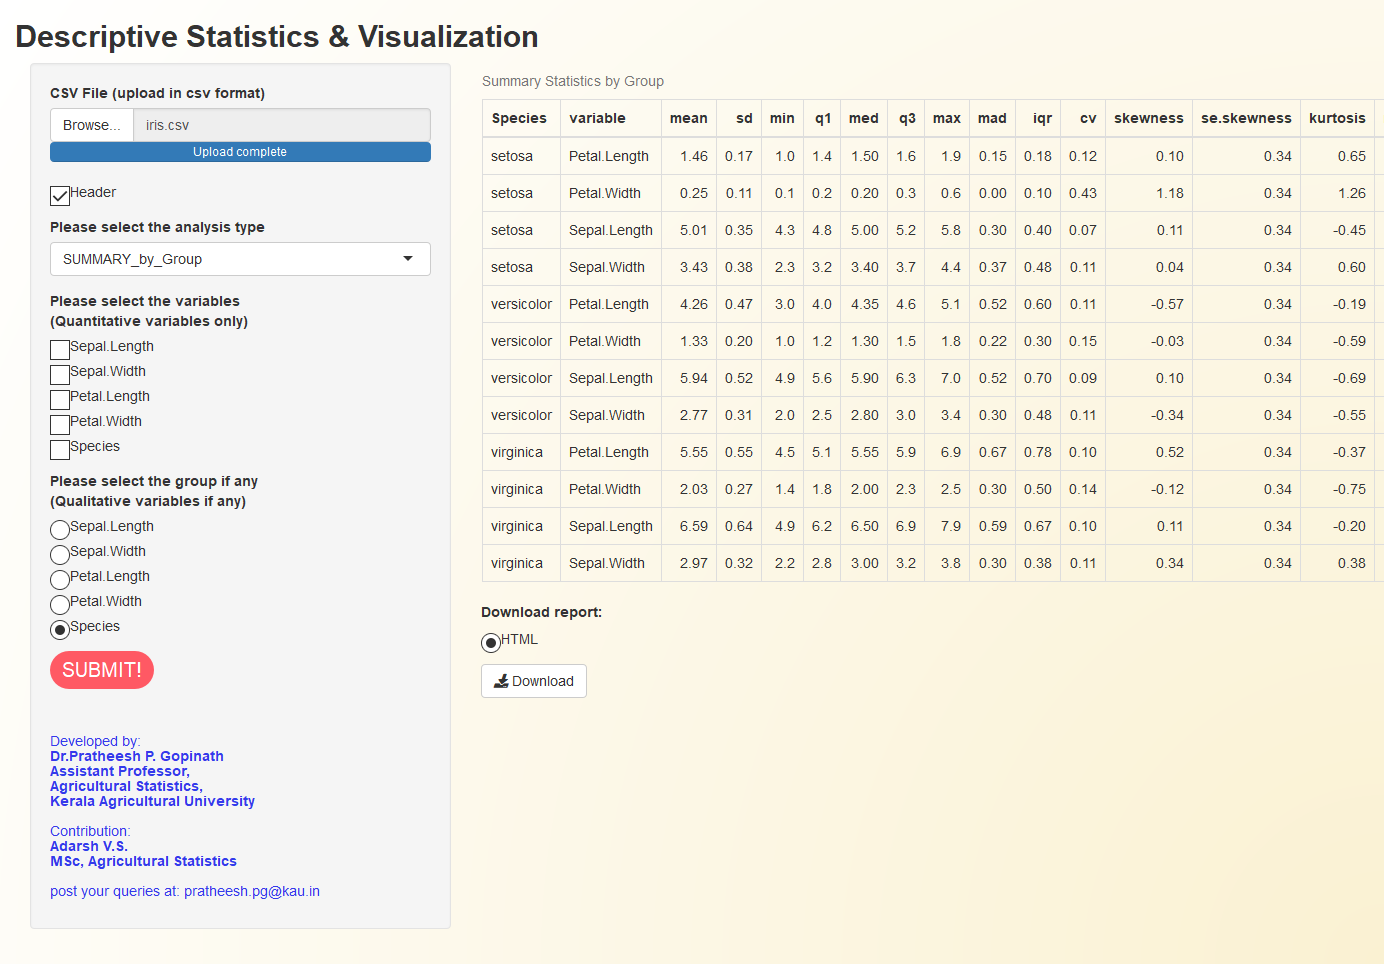 Descriptive Statistics & Visualization
CSV File (upload in csv format)
Browse... iris.csv
Upload complete
Header
Please select the analysis type
SUMMARY_by_Group
Please select the variables
(Quantitative variables only)
Sepal.Length
Sepal.Width
Petal.Length
Petal.Width
Species
Please select the group if any
(Qualitative variables if any)
Sepal.Length
Sepal.Width
Petal.Length
Petal.Width
Species
SUBMIT!
Developed by:
Dr.Pratheesh P. Gopinath
Assistant Professor,
Agricultural Statistics,
Kerala Agricultural University
Contribution:
Adarsh V.S.
MSc, Agricultural Statistics
post your queries at: pratheesh.pg@kau.in
Summary Statistics by Group
Species variable mean sd min q1 med q3 max mad iqr cv skewness se.skewness kurtosis
setosa Petal.Length 1.46 0.17 1.0 1.4 1.50 1.6 1.9 0.15 0.18 0.12 0.10 0.34 0.65
setosa Petal.Width 0.25 0.11 0.1 0.2 0.20 0.3 0.6 0.00 0.10 0.43 1.18 0.34 1.26
setosa Sepal.Length 5.01 0.35 4.3 4.8 5.00 5.2 5.8 0.30 0.40 0.07 0.11 0.34 -0.45
setosa Sepal.Width 3.43 0.38 2.3 3.2 3.40 3.7 4.4 0.37 0.48 0.11 0.04 0.34 0.60
versicolor Petal.Length 4.26 0.47 3.0 4.0 4.35 4.6 5.1 0.52 0.60 0.11 -0.57 0.34 -0.19
versicolor Petal.Width 1.33 0.20 1.0 1.2 1.30 1.5 1.8 0.22 0.30 0.15 -0.03 0.34 -0.59
versicolor Sepal.Length 5.94 0.52 4.9 5.6 5.90 6.3 7.0 0.52 0.70 0.09 0.10 0.34 -0.69
versicolor Sepal.Width 2.77 0.31 2.0 2.5 2.80 3.0 3.4 0.30 0.48 0.11 -0.34 0.34 -0.55
virginica Petal.Length 5.55 0.55 4.5 5.1 5.55 5.9 6.9 0.67 0.78 0.10 0.52 0.34 -0.37
virginica Petal.Width 2.03 0.27 1.4 1.8 2.00 2.3 2.5 0.30 0.50 0.14 -0.12 0.34 -0.75
virginica Sepal.Length 6.59 0.64 4.9 6.2 6.50 6.9 7.9 0.59 0.67 0.10 0.11 0.34 -0.20
virginica Sepal.Width 2.97 0.32 2.2 2.8 3.00 3.2 3.8 0.30 0.38 0.11 0.34 0.34 0.38
Download report:
HTML
Download